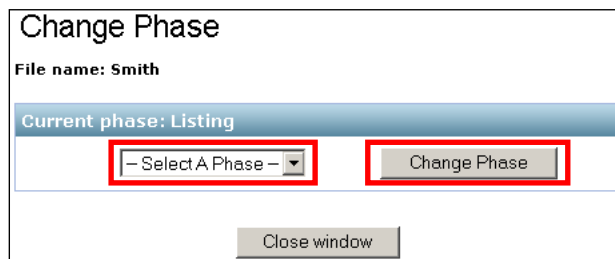 Change Phase
File name: Smith
Current phase: Listing
– Select A Phase –
Change Phase
Close window